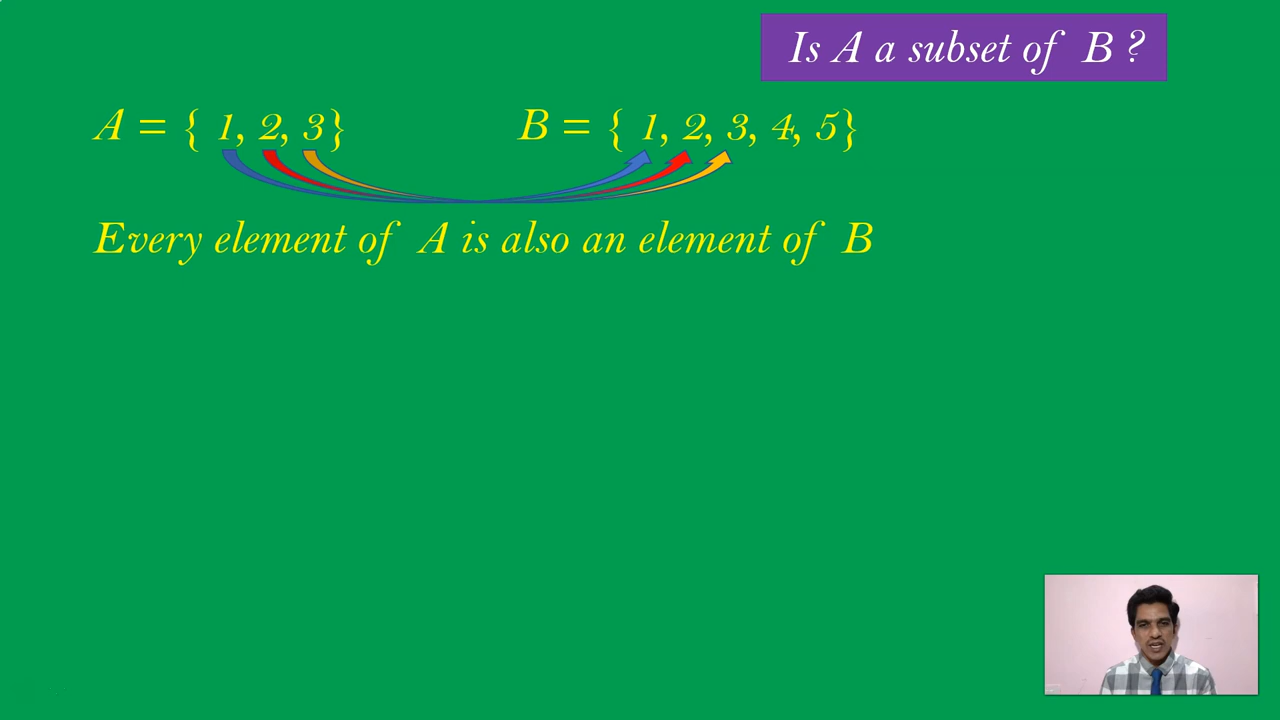 Is A a subset of B ?
A = { 1, 2, 3} B = { 1, 2, 3, 4, 5}
Every element of A is also an element of B